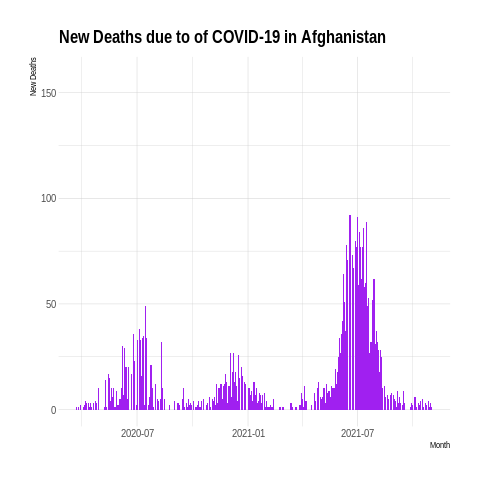 New Deaths due to of COVID-19 in Afghanistan
New Deaths
150
100
50
0
2020-07 2021-01 2021-07
Month